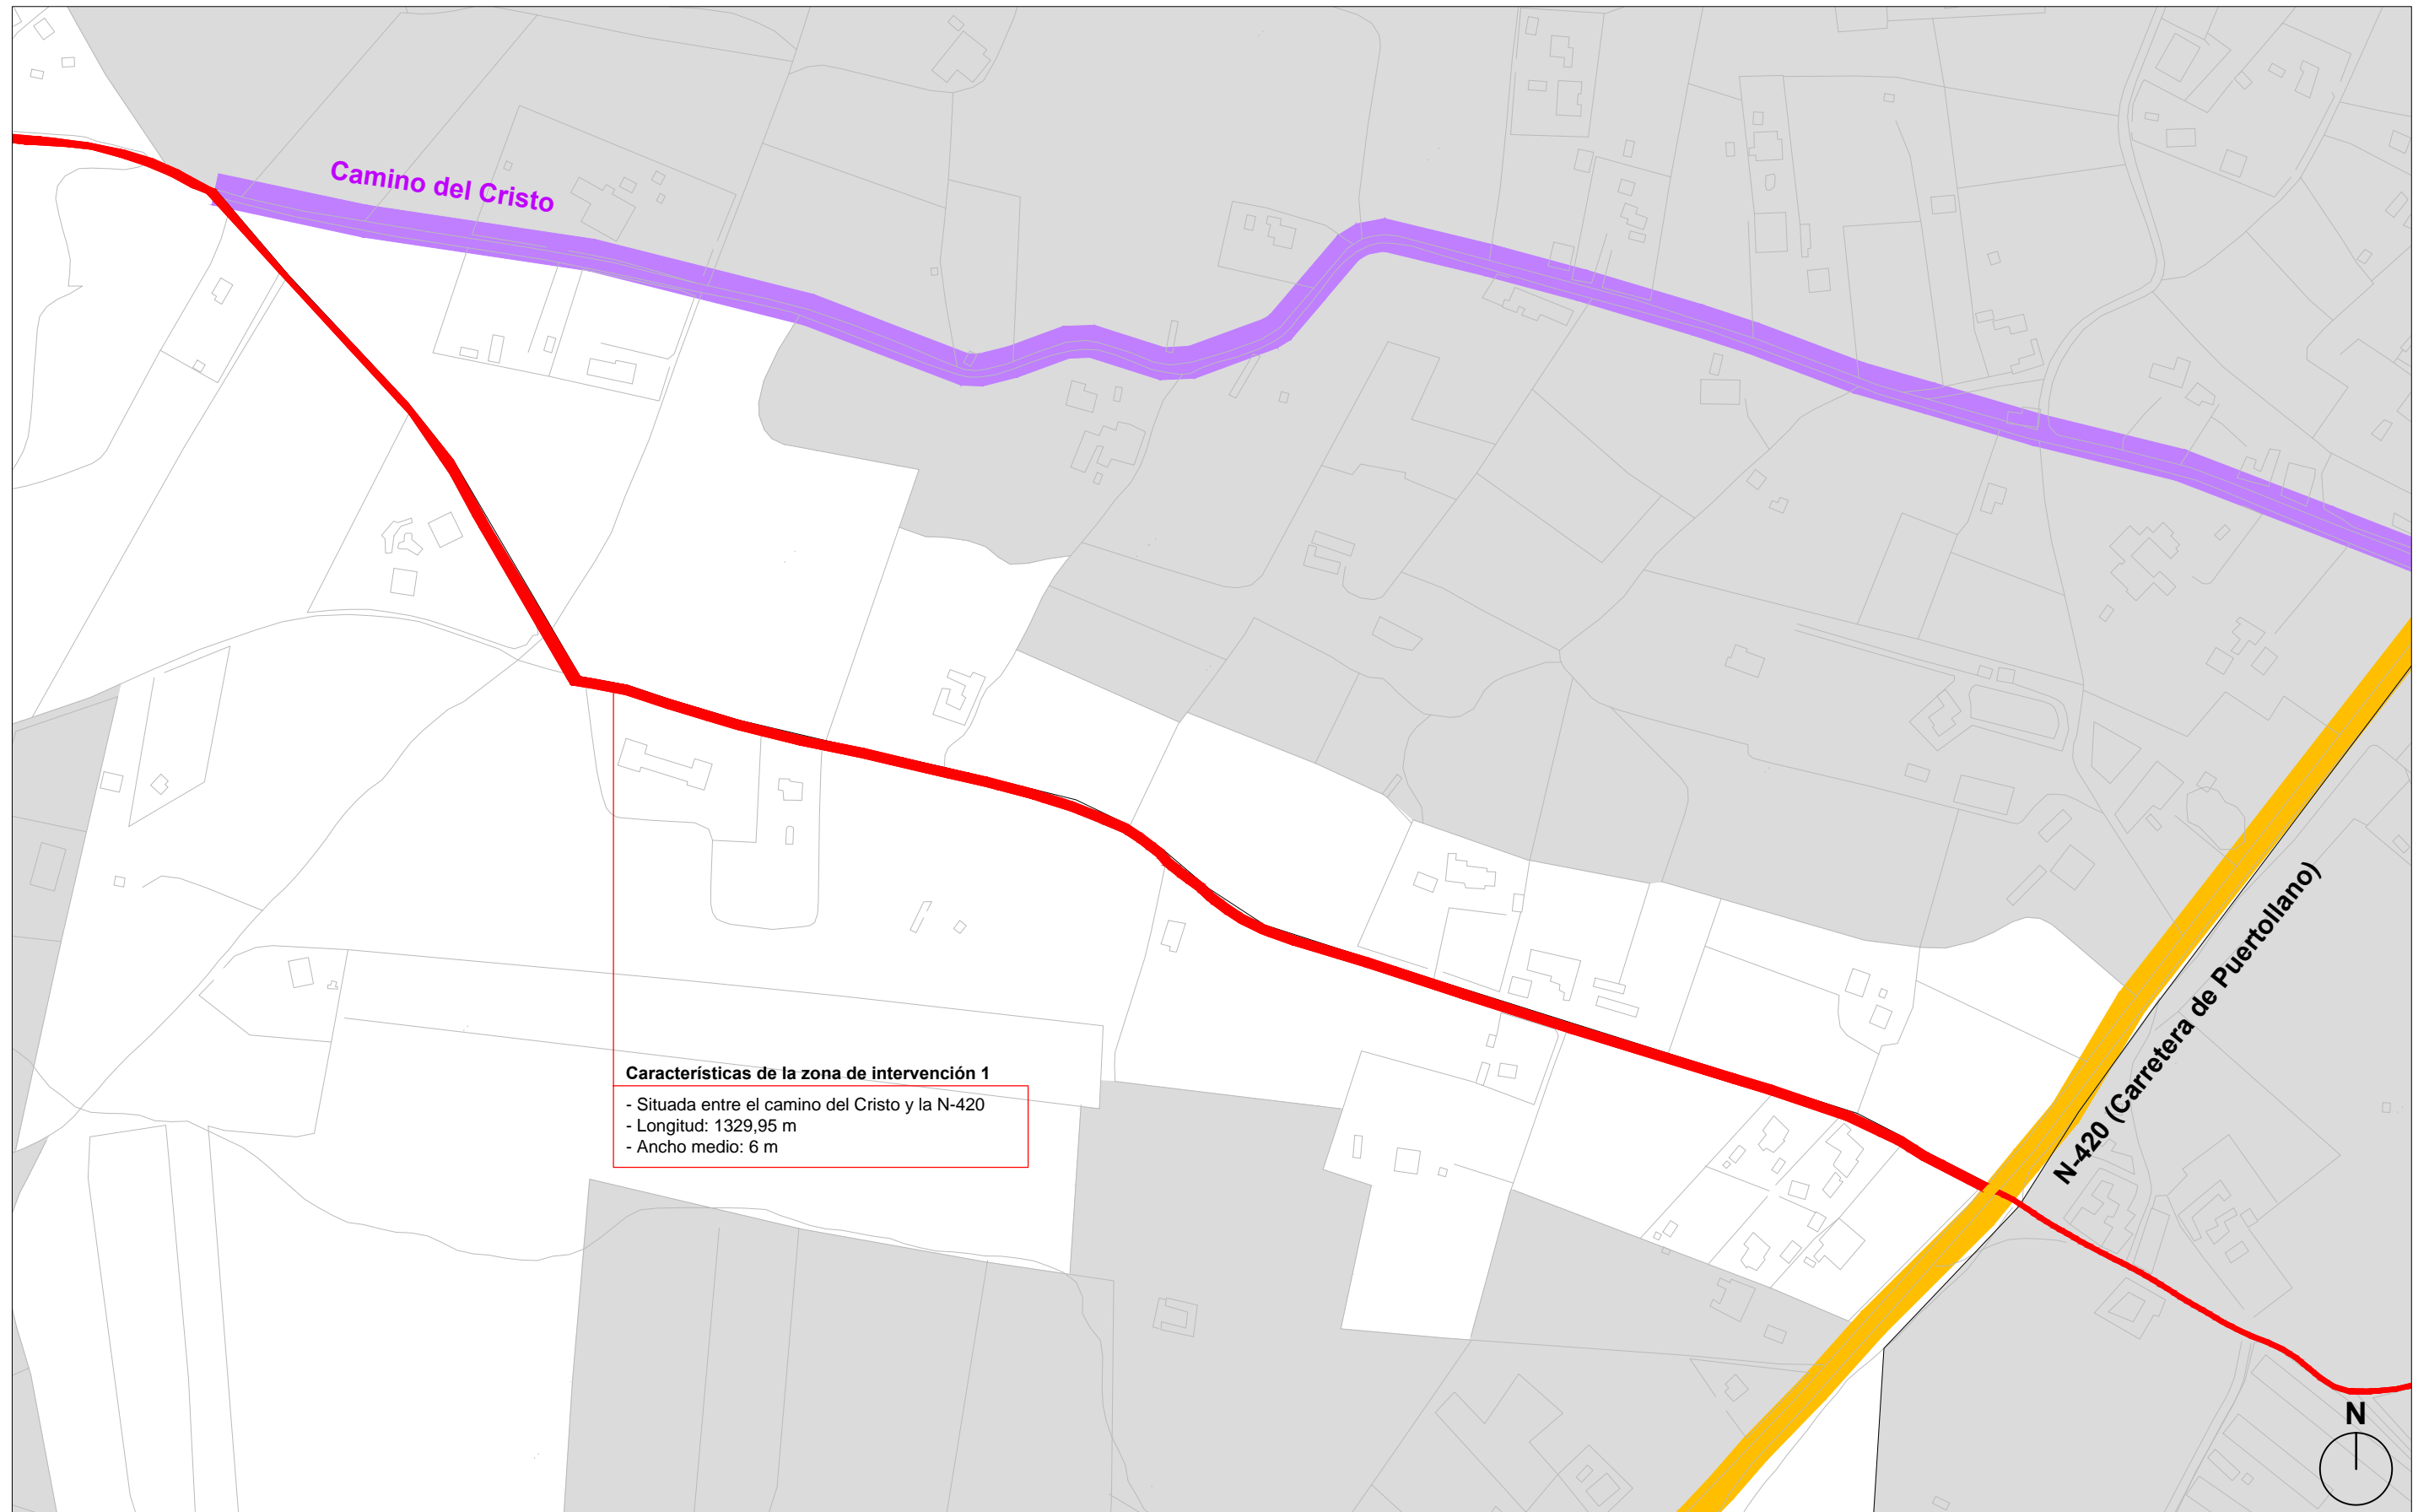 Camino del Cristo
N-420 (Carretera de Puertollano)
Características de la zona de intervención 1
- Situada entre el camino del Cristo y la N-420
- Longitud: 1329,95 m
- Ancho medio: 6 m
N